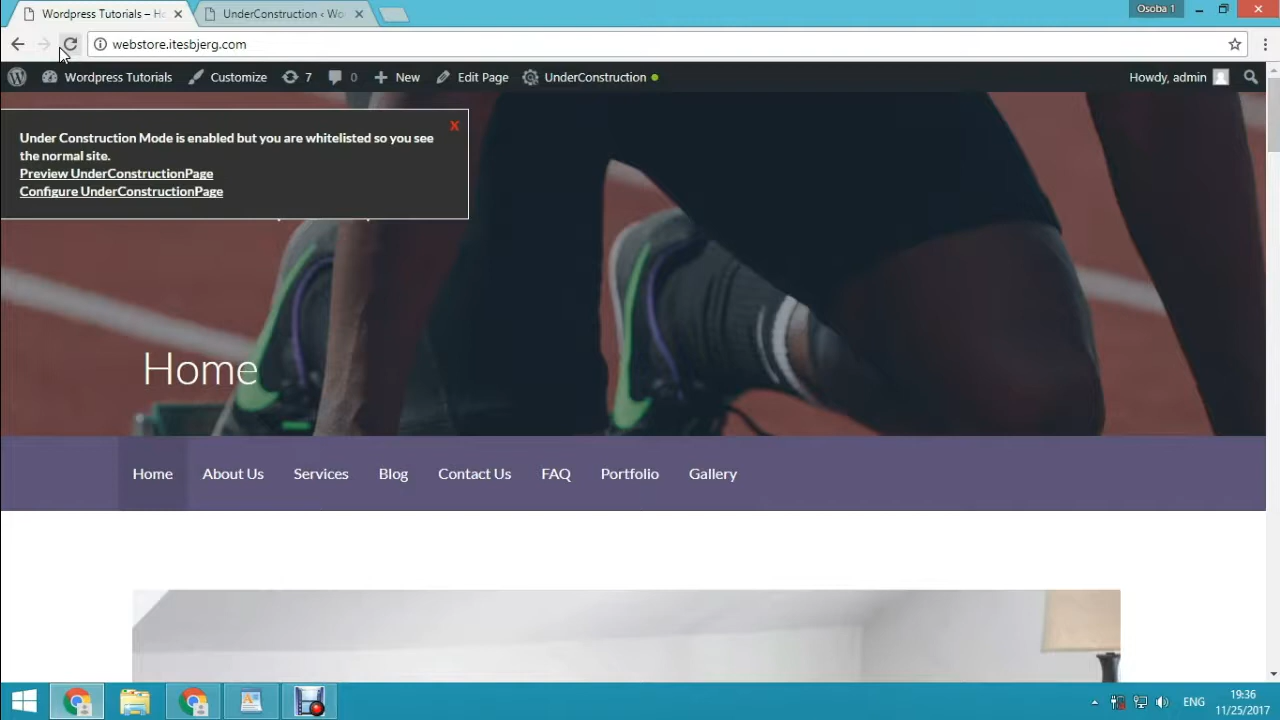 Wordpress Tutorials – Ho
UnderConstruction ‹ Wo
Osoba 1
webstore.itesbjerg.com
Wordpress Tutorials
Customize
7
0
New
Edit Page
UnderConstruction
Howdy, admin
X
Under Construction Mode is enabled but you are whitelisted so you see
the normal site.
Preview UnderConstructionPage
Configure UnderConstructionPage
Home
Home
About Us
Services
Blog
Contact Us
FAQ
Portfolio
Gallery
ENG
19:36
11/25/2017